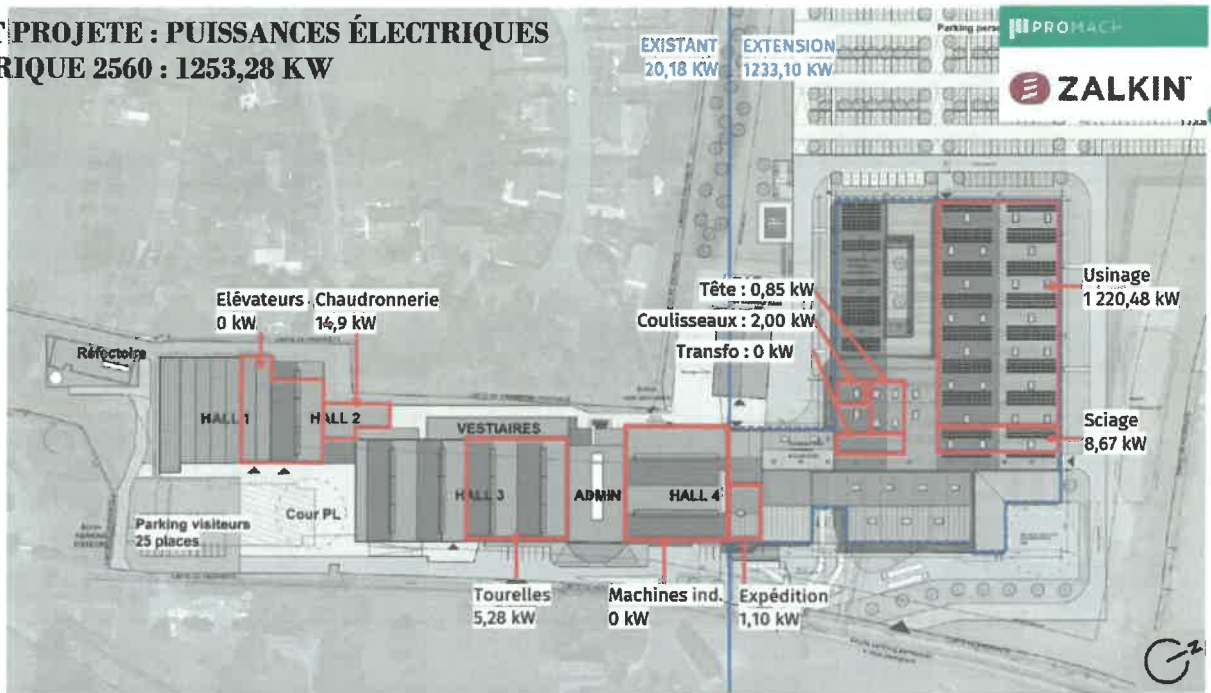 T PROJETE : PUISSANCES ÉLECTRIQUES
RIQUE 2560 : 1253,28 KW
EXISTANT
20,18 KW
EXTENSION
1233,10 KW
Parking
PROMACH
ZALKIN
Elévateurs
0 kW
Chaudronnerie
14,9 kW
Tête : 0,85 kW
Coulisseaux : 2,00 kW
Transfo : 0 kW
Usinage
1 220,48 kW
Réfectoire
HALL 1
HALL 2
VESTIAIRES
Sciage
8,67 kW
HALL 3
ADMIN
HALL 4
Parking visiteurs
25 places
Cour PL
Tourelles
5,28 kW
Machines ind.
0 kW
Expédition
1,10 kW
Z